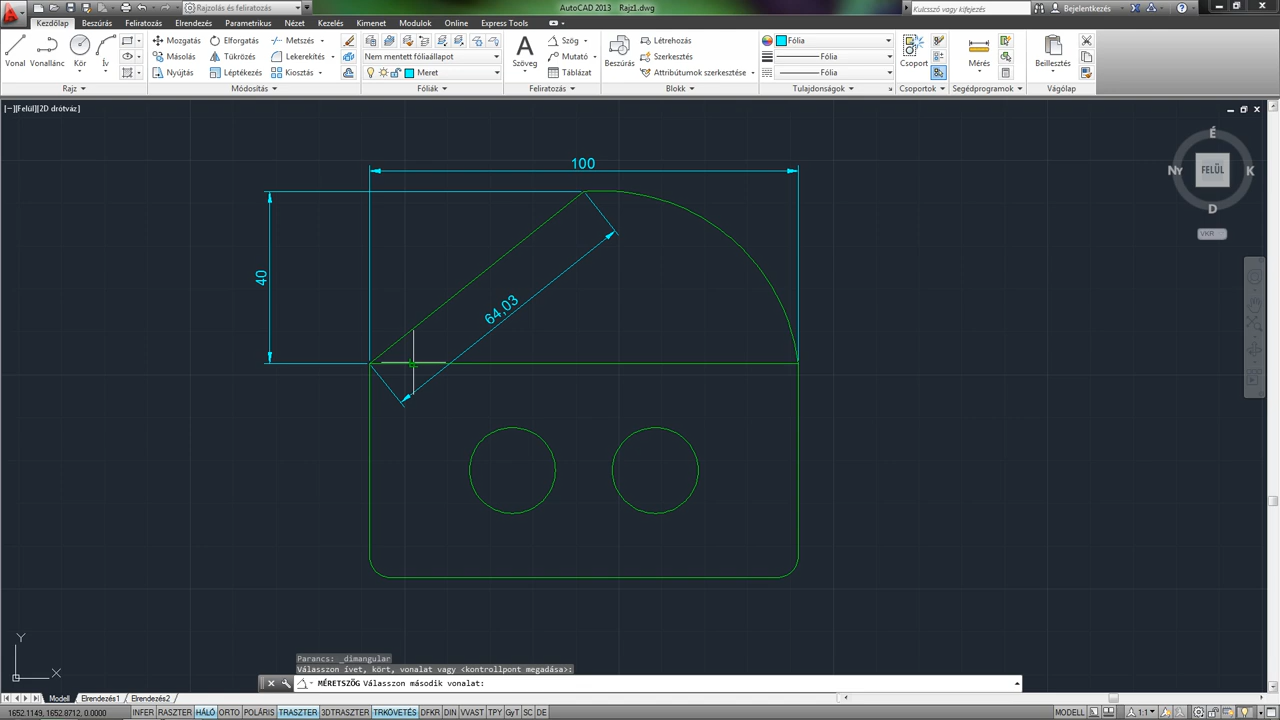 Rajzolás és feliratozás
AutoCAD 2013 Rajz1.dwg
Kulcsszó vagy kifejezés
Bejelentkezés
Kezdőlap Beszúrás Feliratozás Elrendezés Parametrikus Nézet Kezelés Kimenet Modulok Online Express Tools
Vonal
Vonallánc
Kör
Ív
Mozgatás Elforgatás Metszés
Másolás Tükrözés Lekerekítés
Nyújtás Léptékezés Kiosztás
Nem mentett fóliaállapot
Meret
Szöveg
Szög
Mutató
Táblázat
Beszúrás
Létrehozás
Szerkesztés
Attribútumok szerkesztése
Fólia
Fólia
Fólia
Csoport
Mérés
Beillesztés
Rajz Módosítás Fóliák Feliratozás Blokk Tulajdonságok Csoportok Segédprogramok Vágólap
[−][Felül][2D drótváz]
É
NY FELÜL K
D
VKR
100
40
64,03
Y
X
Parancs: _dimangular
Válasszon ívet, kört, vonalat vagy <kontrollpont megadása>:
MÉRETSZÖG Válasszon második vonalat:
Modell Elrendezés1 Elrendezés2
1652.1149, 1652.8712, 0.0000
INFER RASZTER HÁLÓ ORTO POLÁRIS TRASZTER 3DTRASZTER TRKÖVETÉS DFKR DIN VVAST TPY GyT SC DE
MODELL
1:1